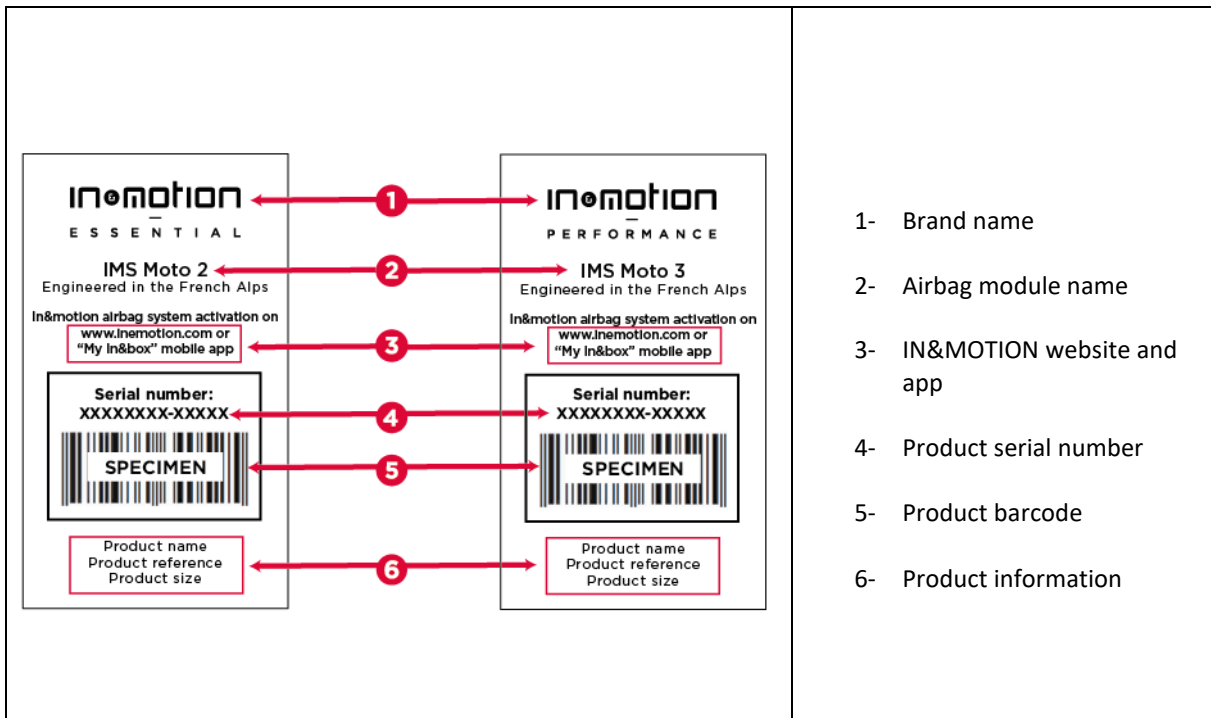 IN&MOTION
ESSENTIAL
IMS Moto 2
Engineered in the French Alps
In&motion airbag system activation on
www.inemotion.com or
“My In&box” mobile app
Serial number:
XXXXXXXX-XXXXX
SPECIMEN
Product name
Product reference
Product size
1
2
3
4
5
6
IN&MOTION
PERFORMANCE
IMS Moto 3
Engineered in the French Alps
In&motion airbag system activation on
www.inemotion.com or
“My In&box” mobile app
Serial number:
XXXXXXXX-XXXXX
SPECIMEN
Product name
Product reference
Product size
1- Brand name
2- Airbag module name
3- IN&MOTION website and
app
4- Product serial number
5- Product barcode
6- Product information